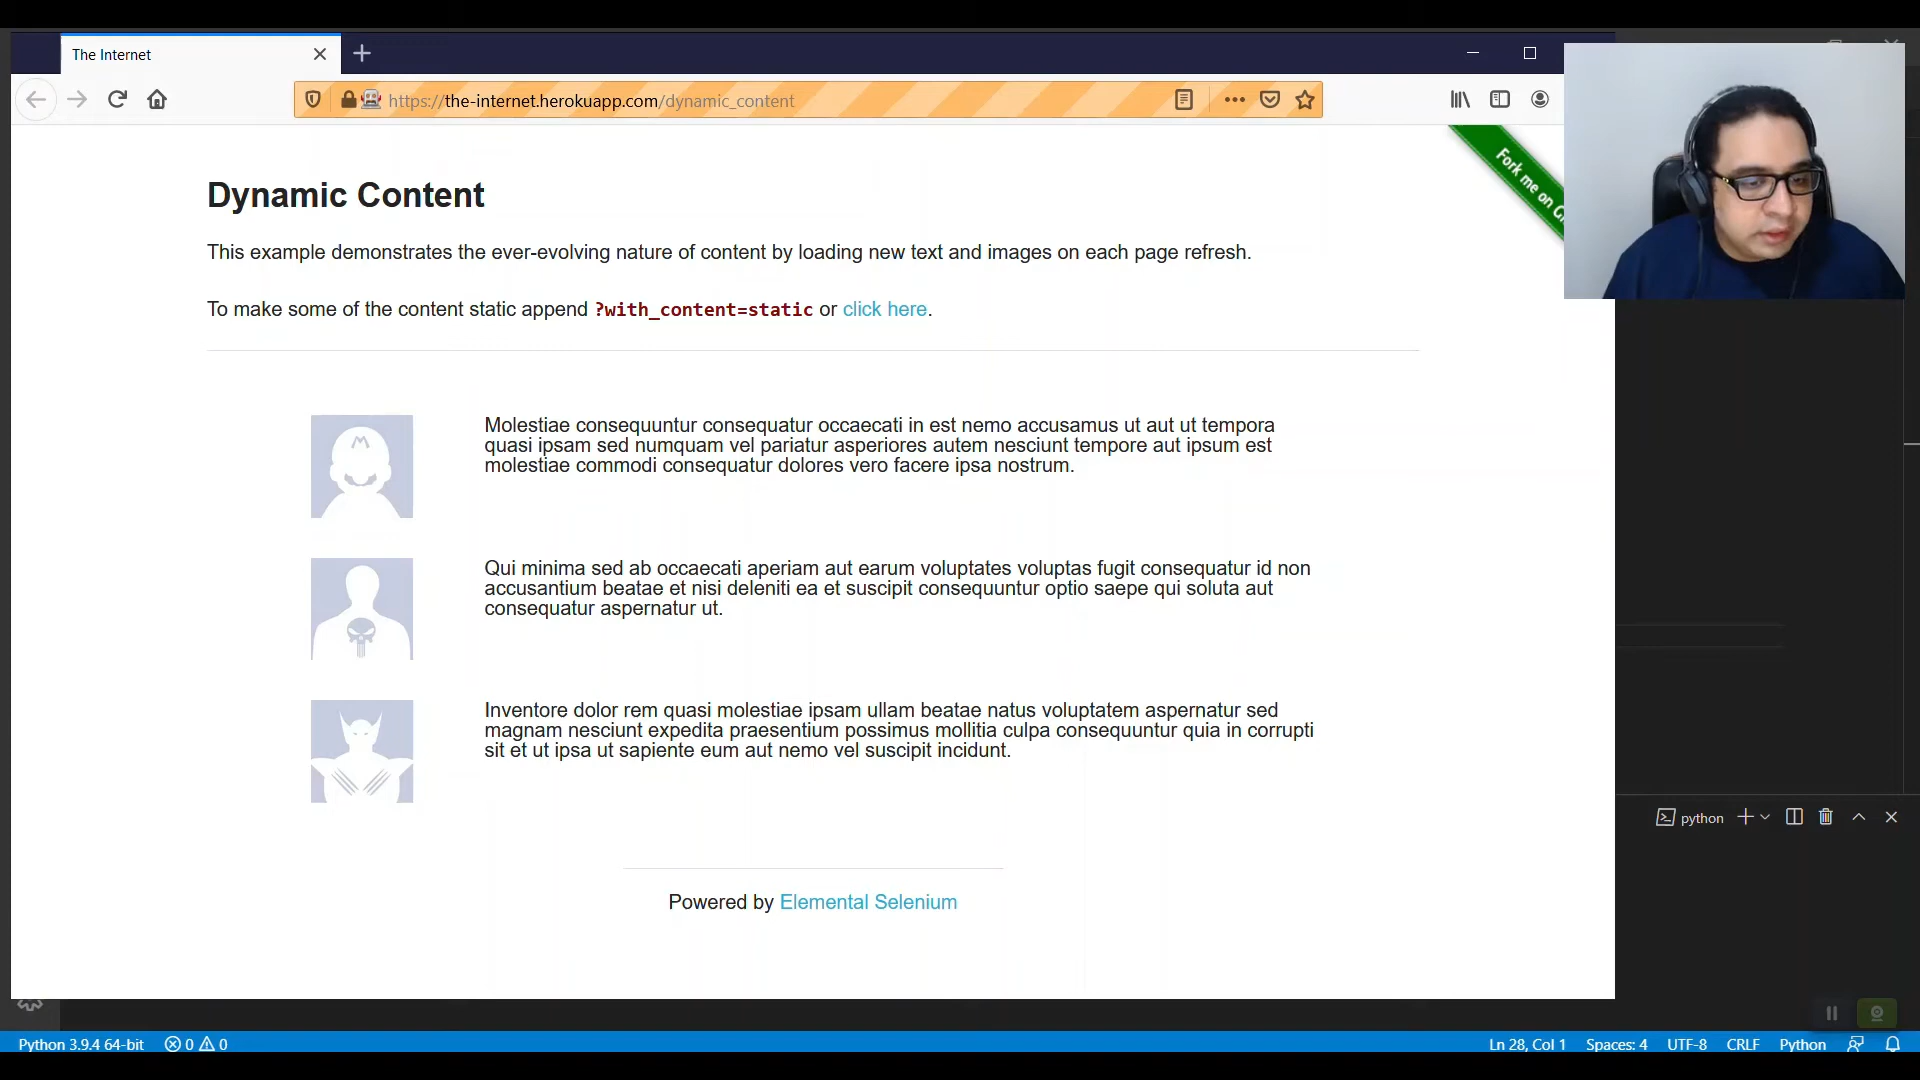 The Internet
https://the-internet.herokuapp.com/dynamic_content
Fork me on G
Dynamic Content
This example demonstrates the ever-evolving nature of content by loading new text and images on each page refresh.
To make some of the content static append ?with_content=static or click here.
Molestiae consequuntur consequatur occaecati in est nemo accusamus ut aut ut tempora
quasi ipsam sed numquam vel pariatur asperiores autem nesciunt tempore aut ipsum est
molestiae commodi consequatur dolores vero facere ipsa nostrum.
Qui minima sed ab occaecati aperiam aut earum voluptates voluptas fugit consequatur id non
accusantium beatae et nisi deleniti ea et suscipit consequuntur optio saepe qui soluta aut
consequatur aspernatur ut.
Inventore dolor rem quasi molestiae ipsam ullam beatae natus voluptatem aspernatur sed
magnam nesciunt expedita praesentium possimus mollitia culpa consequuntur quia in corrupti
sit et ut ipsa ut sapiente eum aut nemo vel suscipit incidunt.
python
Powered by Elemental Selenium
Python 3.9.4 64-bit 0 0 Ln 28, Col 1 Spaces: 4 UTF-8 CRLF Python